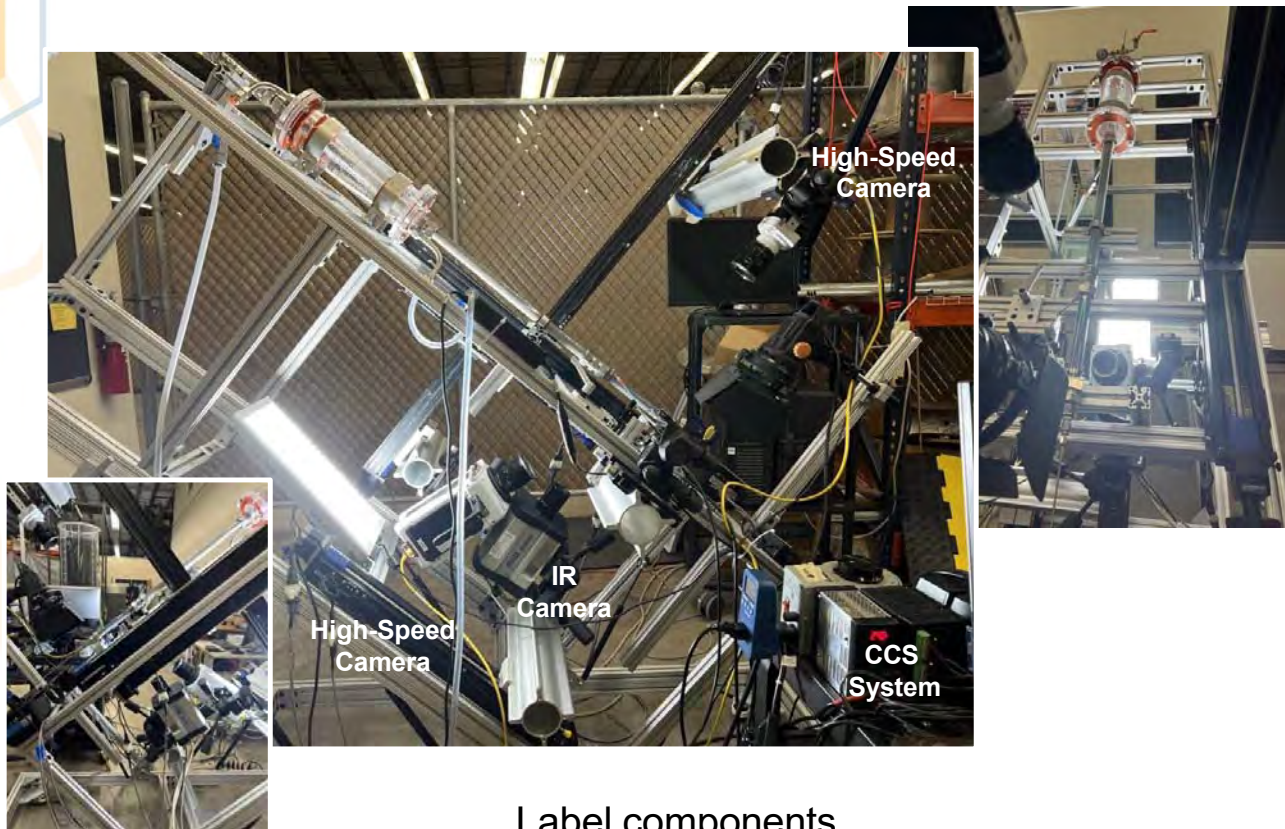 High-Speed
Camera
IR
Camera
High-Speed
Camera
CCS
System
Label components